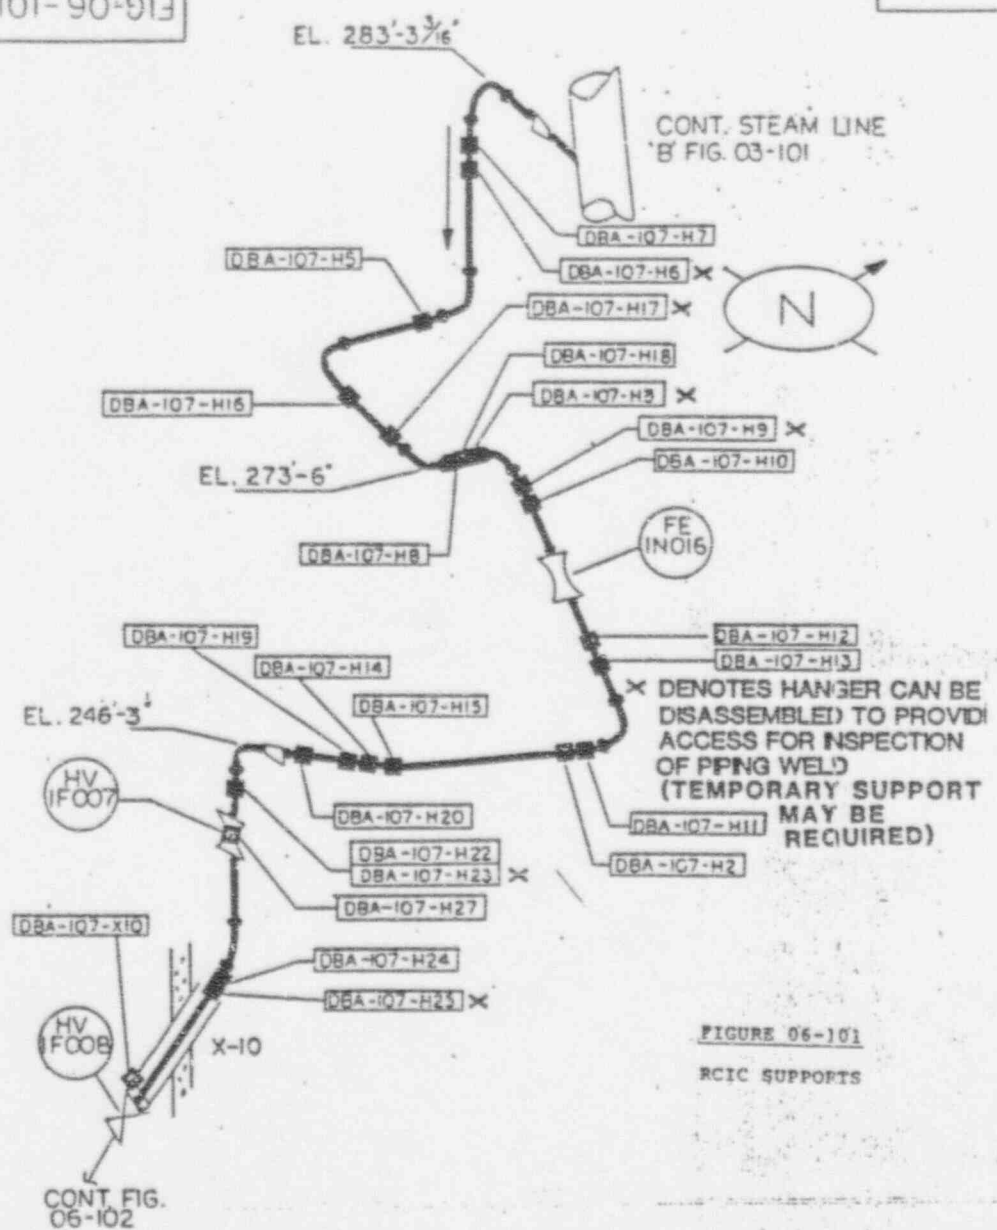 FIG-06-101
EL. 283'-3 3/16"
CONT. STEAM LINE
'B' FIG. 03-101
DBA-107-H7
DBA-107-H5
DBA-107-H6 X
DBA-107-H17 X
N
DBA-107-H18
DBA-107-H3 X
DBA-107-H16
DBA-107-H9 X
DBA-107-H10
EL. 273'-6"
FE
1N016
DBA-107-H8
DBA-107-H19
DBA-107-H12
DBA-107-H14
DBA-107-H13
X DENOTES HANGER CAN BE
DISASSEMBLED TO PROVIDE
ACCESS FOR INSPECTION
OF PIPING WELD
(TEMPORARY SUPPORT
MAY BE
REQUIRED)
DBA-107-H15
EL. 246'-3"
HV
1F007
DBA-107-H20
DBA-107-H11
DBA-107-H22
DBA-107-H23 X
DBA-107-H2
DBA-107-H27
DBA-107-X10
DBA-107-H24
DBA-107-H25 X
HV
1F008
X-10
FIGURE 06-101
RCIC SUPPORTS
CONT. FIG.
06-102